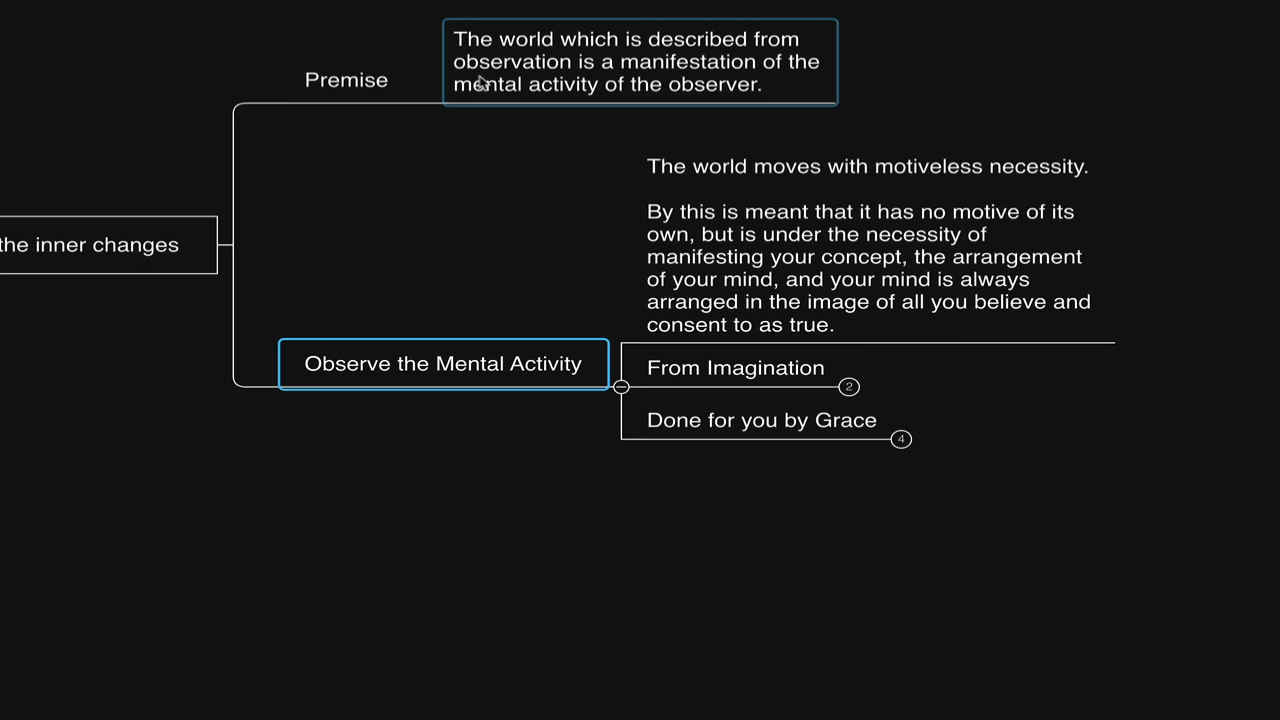 The world which is described from
observation is a manifestation of the
mental activity of the observer.
Premise
The world moves with motiveless necessity.
By this is meant that it has no motive of its
own, but is under the necessity of
manifesting your concept, the arrangement
of your mind, and your mind is always
arranged in the image of all you believe and
consent to as true.
the inner changes
Observe the Mental Activity
From Imagination
2
Done for you by Grace
4